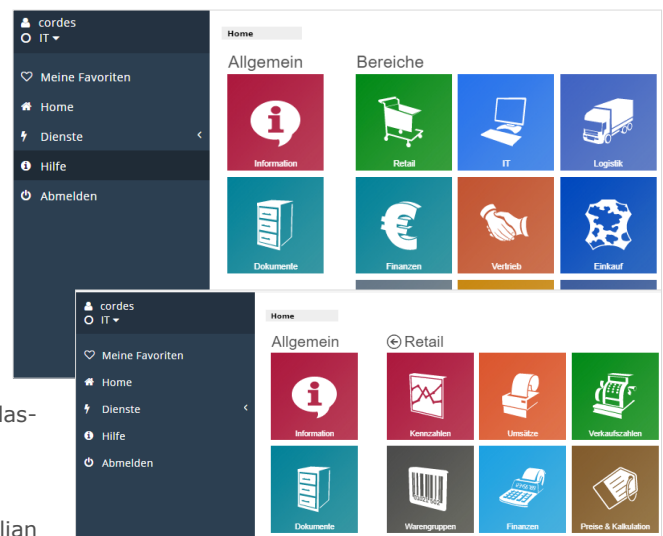 cordes
IT
Meine Favoriten
Home
Dienste
Hilfe
Abmelden
Home
Allgemein
Bereiche
Information
Retail
IT
Logistik
Dokumente
Finanzen
Vertrieb
Einkauf
cordes
IT
Meine Favoriten
Home
Dienste
Hilfe
Abmelden
Home
Allgemein
Retail
Information
Kennzahlen
Umsätze
Verkaufszahlen
Dokumente
Warengruppen
Finanzen
Preise & Kalkulation
las-
lian